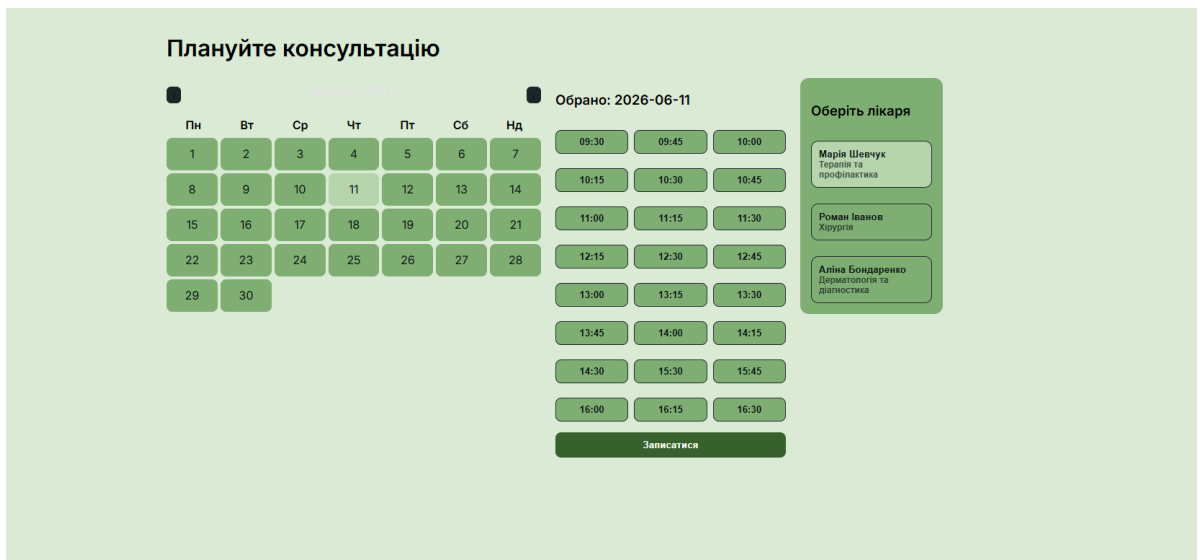 Плануйте консультацію
Пн Вт Ср Чт Пт Сб Нд
1 2 3 4 5 6 7
8 9 10 11 12 13 14
15 16 17 18 19 20 21
22 23 24 25 26 27 28
29 30
Обрано: 2026-06-11
09:30 09:45 10:00
10:15 10:30 10:45
11:00 11:15 11:30
12:15 12:30 12:45
13:00 13:15 13:30
13:45 14:00 14:15
14:30 15:30 15:45
16:00 16:15 16:30
Записатися
Оберіть лікаря
Марія Шевчук
Терапія та
профілактика
Роман Іванов
Хірургія
Аліна Бондаренко
Дерматологія та
діагностика